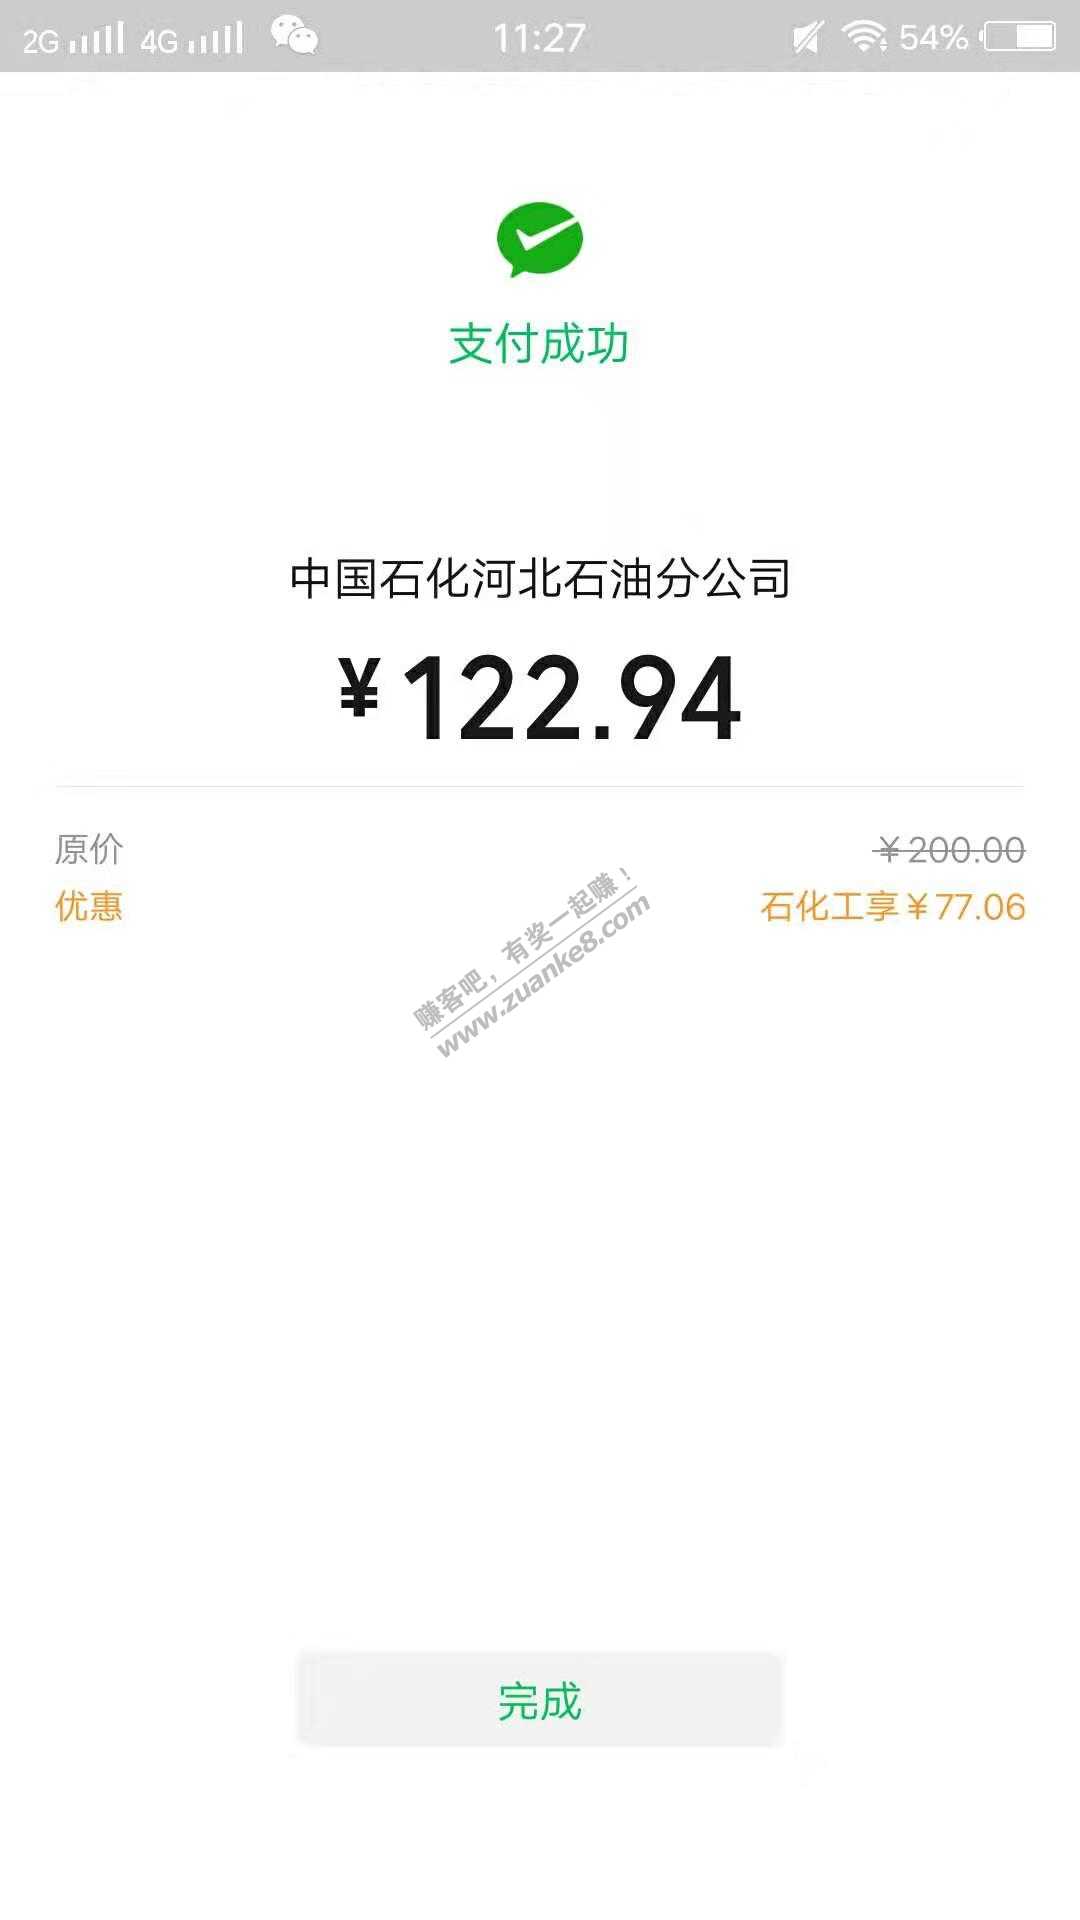 2G 4G 11:27 54%
支付成功
中国石化河北石油分公司
¥122.94
原价 ¥200.00
优惠 石化工享¥77.06
赚客吧，有奖一起赚！
www.zuanke8.com
完成